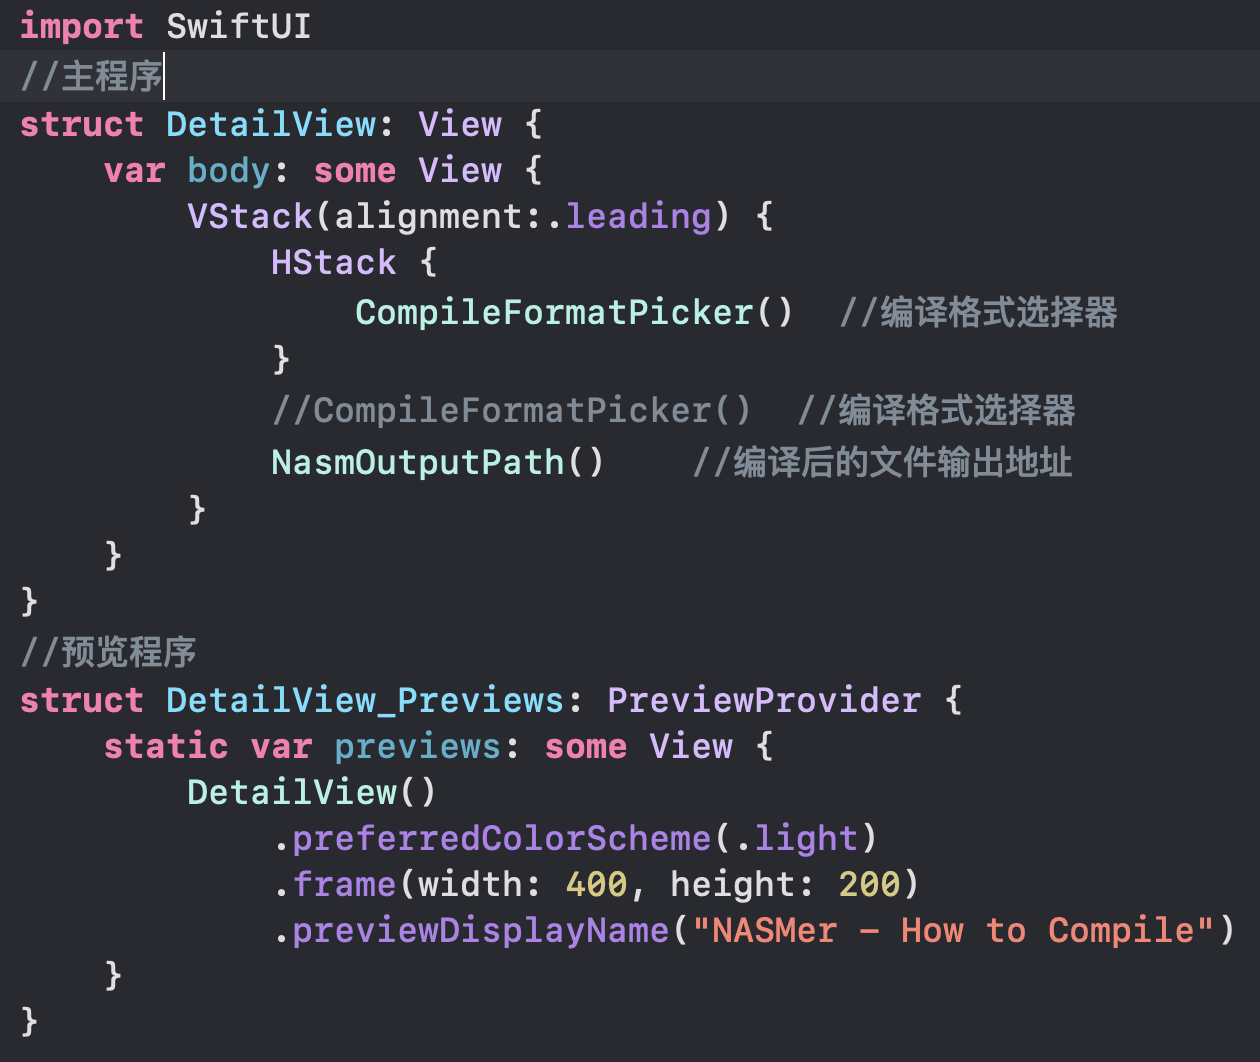 import SwiftUI
//主程序
struct DetailView: View {
    var body: some View {
        VStack(alignment:.leading) {
            HStack {
                CompileFormatPicker()  //编译格式选择器
            }
            //CompileFormatPicker()  //编译格式选择器
            NasmOutputPath()    //编译后的文件输出地址
        }
    }
}
//预览程序
struct DetailView_Previews: PreviewProvider {
    static var previews: some View {
        DetailView()
            .preferredColorScheme(.light)
            .frame(width: 400, height: 200)
            .previewDisplayName("NASMer – How to Compile")
    }
}